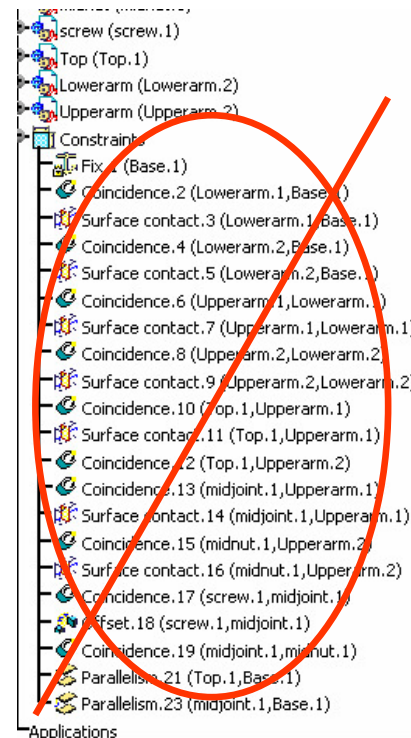 screw (screw.1)
Top (Top.1)
Lowerarm (Lowerarm.2)
Upperarm (Upperarm.2)
Constraints
Fix.1 (Base.1)
Coincidence.2 (Lowerarm.1,Base.1)
Surface contact.3 (Lowerarm.1,Base.1)
Coincidence.4 (Lowerarm.2,Base.1)
Surface contact.5 (Lowerarm.2,Base.1)
Coincidence.6 (Upperarm.1,Lowerarm.1)
Surface contact.7 (Upperarm.1,Lowerarm.1)
Coincidence.8 (Upperarm.2,Lowerarm.2)
Surface contact.9 (Upperarm.2,Lowerarm.2)
Coincidence.10 (Top.1,Upperarm.1)
Surface contact.11 (Top.1,Upperarm.1)
Coincidence.12 (Top.1,Upperarm.2)
Coincidence.13 (midjoint.1,Upperarm.1)
Surface contact.14 (midjoint.1,Upperarm.1)
Coincidence.15 (midnut.1,Upperarm.2)
Surface contact.16 (midnut.1,Upperarm.2)
Coincidence.17 (screw.1,midjoint.1)
Offset.18 (screw.1,midjoint.1)
Coincidence.19 (midjoint.1,midnut.1)
Parallelism.21 (Top.1,Base.1)
Parallelism.23 (midjoint.1,Base.1)
Applications